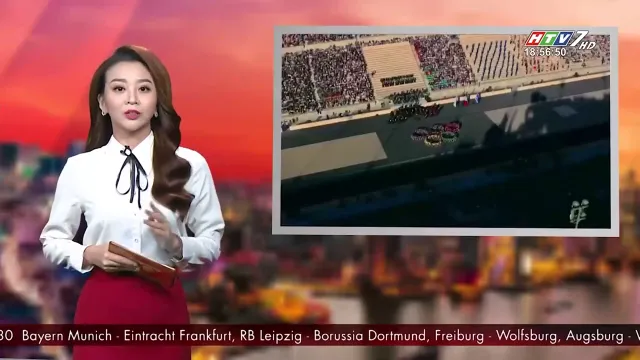 HTV7 HD
18:56:50
30 Bayern Munich - Eintracht Frankfurt, RB Leipzig - Borussia Dortmund, Freiburg - Wolfsburg, Augsburg - V